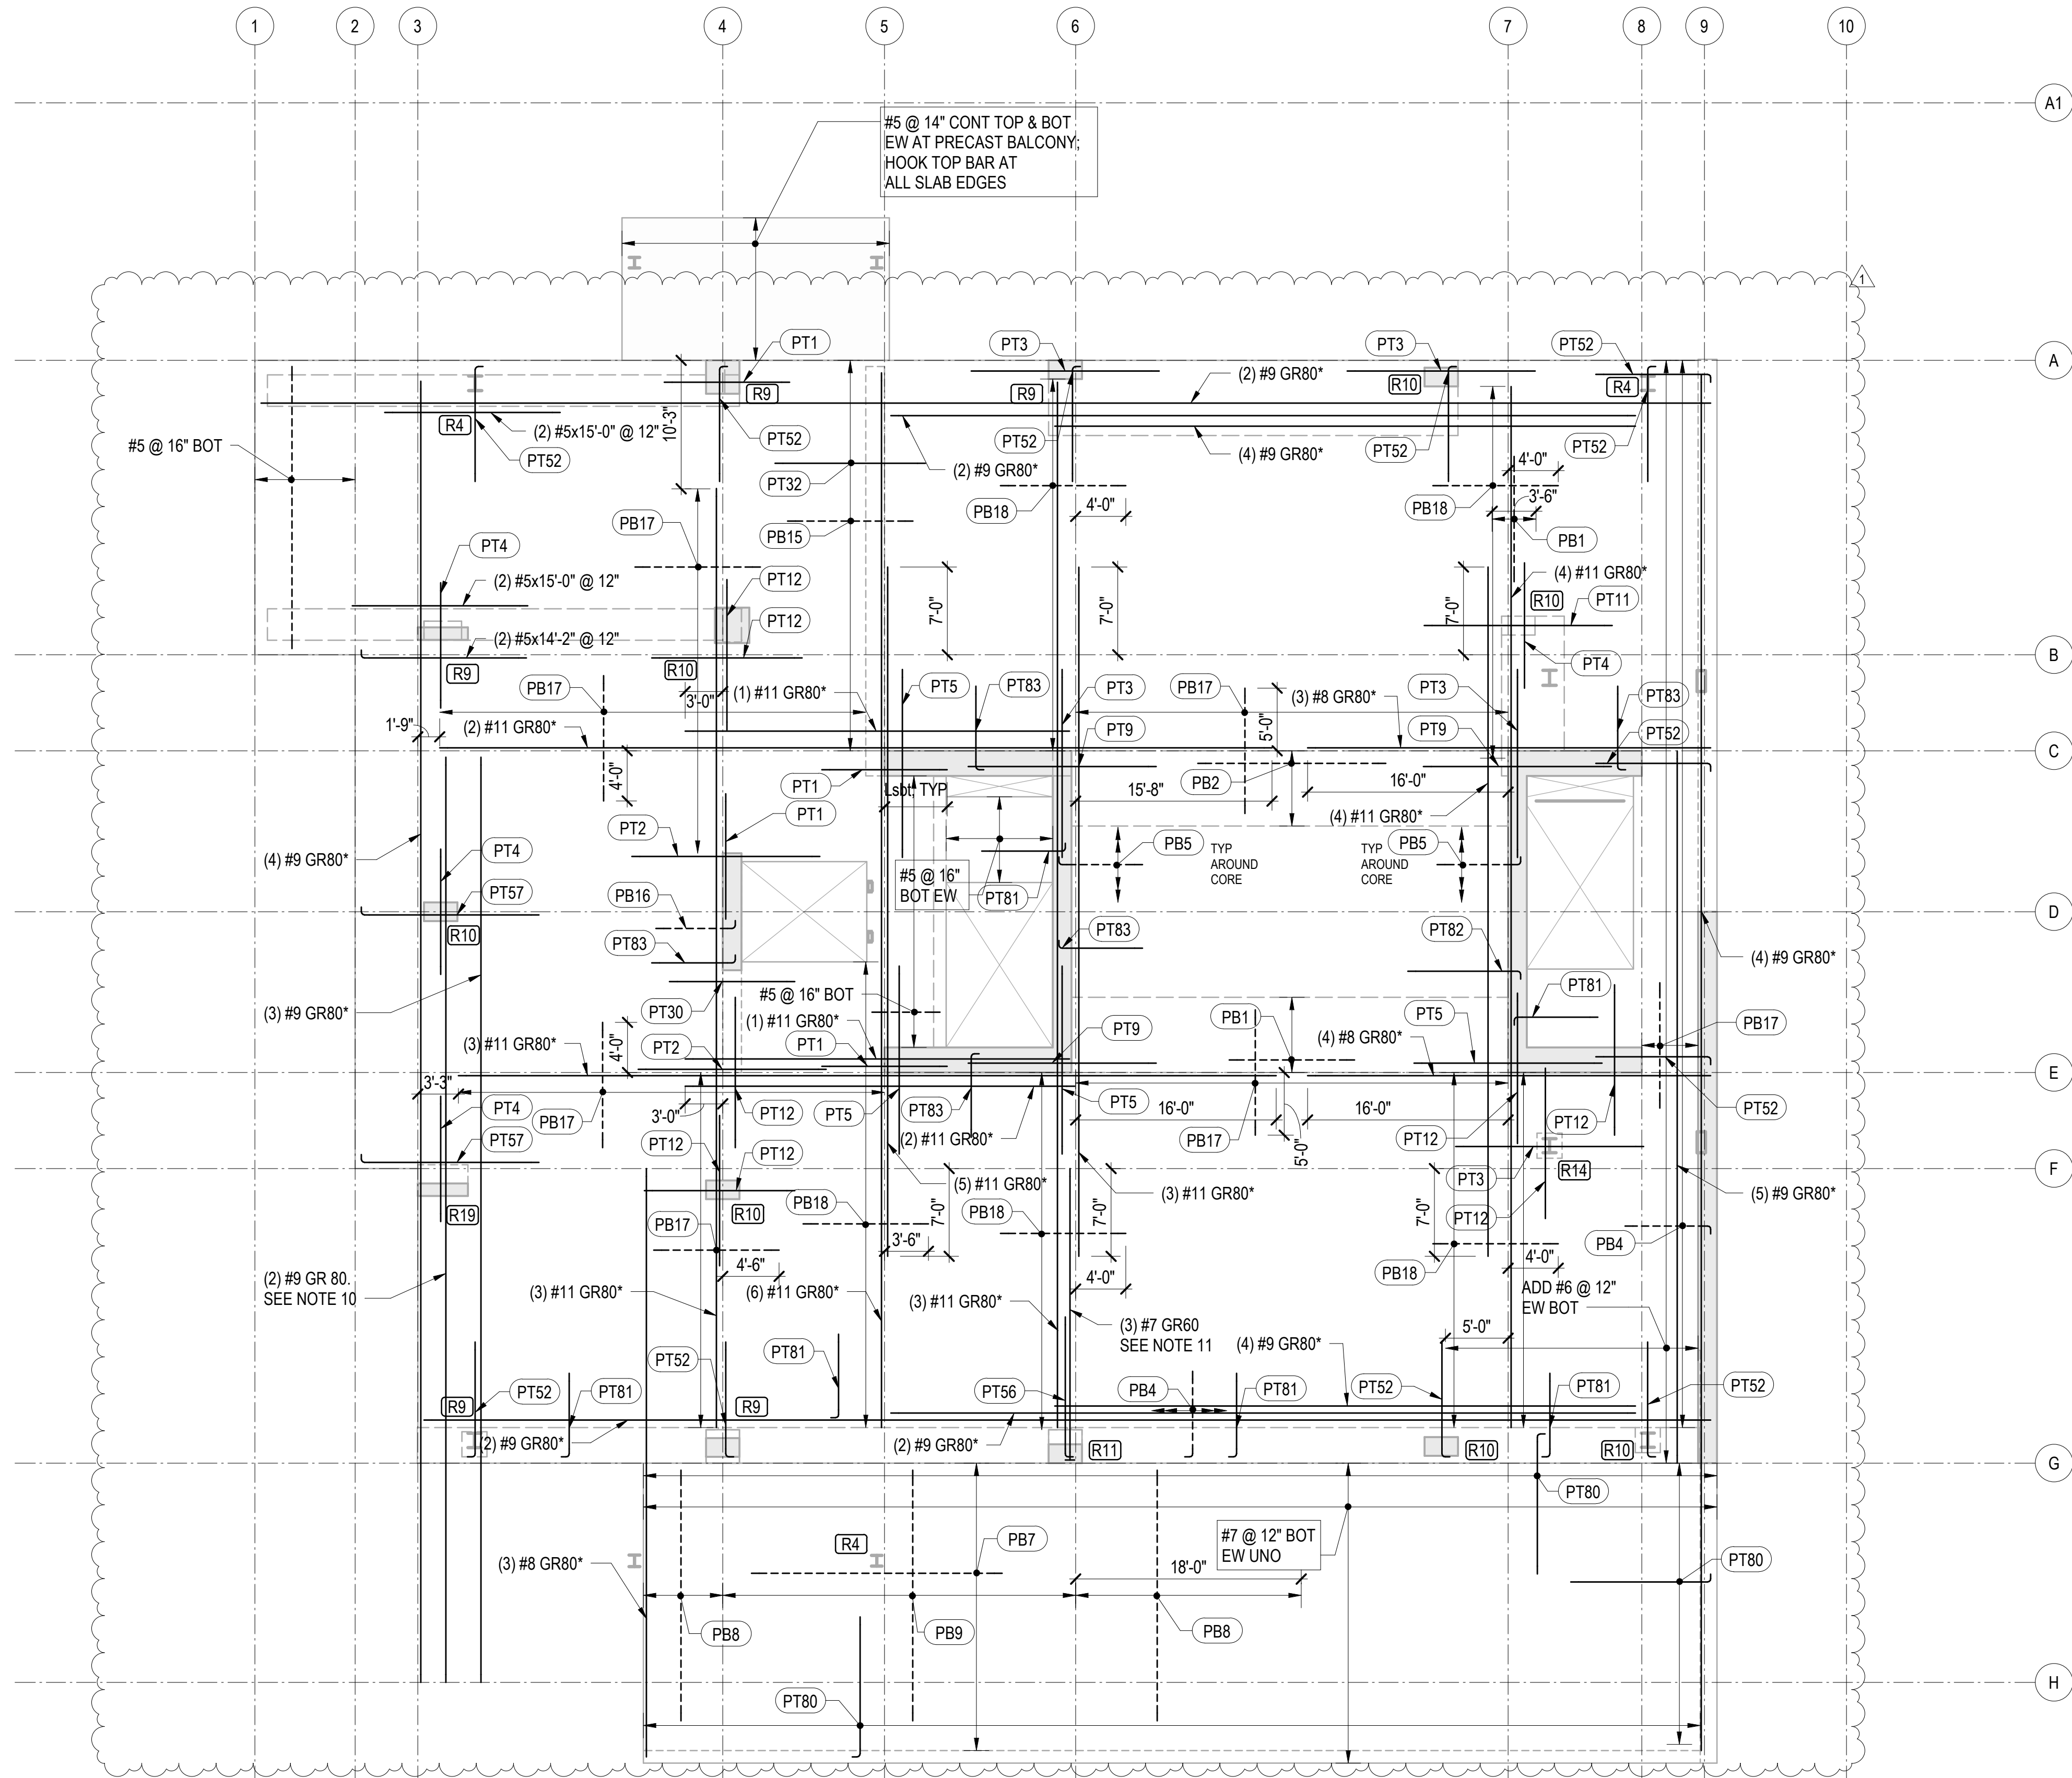 1
2
3
4
5
6
7
8
9
10
A1
#5 @ 14" CONT TOP & BOT
EW AT PRECAST BALCONY;
HOOK TOP BAR AT
ALL SLAB EDGES
1
A
PT1
PT3
PT3
PT52
R9
R9
(2) #9 GR80*
R10
R4
R4
(2) #5x15'-0" @ 12"
10'-3"
PT52
PT52
PT52
PT52
#5 @ 16" BOT
PT52
(2) #9 GR80*
(4) #9 GR80*
4'-0"
PT32
PB18
PB18
3'-6"
4'-0"
PB17
PB15
PB1
PT4
(2) #5x15'-0" @ 12"
PT12
(4) #11 GR80*
7'-0"
7'-0"
7'-0"
R10
PT11
PT12
(2) #5x14'-2" @ 12"
B
R9
R10
PT4
PB17
3'-0"
(1) #11 GR80*
PT5
PT83
PT3
PB17
(3) #8 GR80*
PT3
PT83
1'-9"
(2) #11 GR80*
PT9
5'-0"
PT9
PT52
C
4'-0"
PT1
Lsbt, TYP
PB2
15'-8"
16'-0"
PT1
(4) #11 GR80*
PT2
(4) #9 GR80*
PT4
PB5
TYP
AROUND
CORE
TYP
AROUND
CORE
PB5
#5 @ 16"
BOT EW
PT57
PB16
PT81
D
R10
PT83
PT83
PT82
(4) #9 GR80*
PT81
#5 @ 16" BOT
(3) #9 GR80*
PT30
(1) #11 GR80*
PB1
PT5
PB17
PT9
(3) #11 GR80*
4'-0"
PT2
PT1
(4) #8 GR80*
E
3'-3"
PT4
PB17
3'-0"
PT12
PT5
PT83
PT5
16'-0"
16'-0"
PT12
PT52
PT57
PT12
PT12
(2) #11 GR80*
PB17
5'-0"
PT12
F
(5) #11 GR80*
(3) #11 GR80*
PT3
R14
(5) #9 GR80*
R19
PB17
R10
PB18
7'-0"
PB18
7'-0"
7'-0"
PT12
3'-6"
PB4
4'-6"
4'-0"
PB18
4'-0"
(2) #9 GR 80.
SEE NOTE 10
(3) #11 GR80*
(6) #11 GR80*
(3) #11 GR80*
ADD #6 @ 12"
EW BOT
(3) #7 GR60
SEE NOTE 11
(4) #9 GR80*
5'-0"
PT52
PT81
R9
PT52
PT81
R9
PT56
PB4
PT81
PT52
PT81
PT52
(2) #9 GR80*
(2) #9 GR80*
R11
R10
R10
G
PT80
R4
PB7
#7 @ 12" BOT
EW UNO
(3) #8 GR80*
18'-0"
PT80
PB8
PB9
PB8
H
PT80